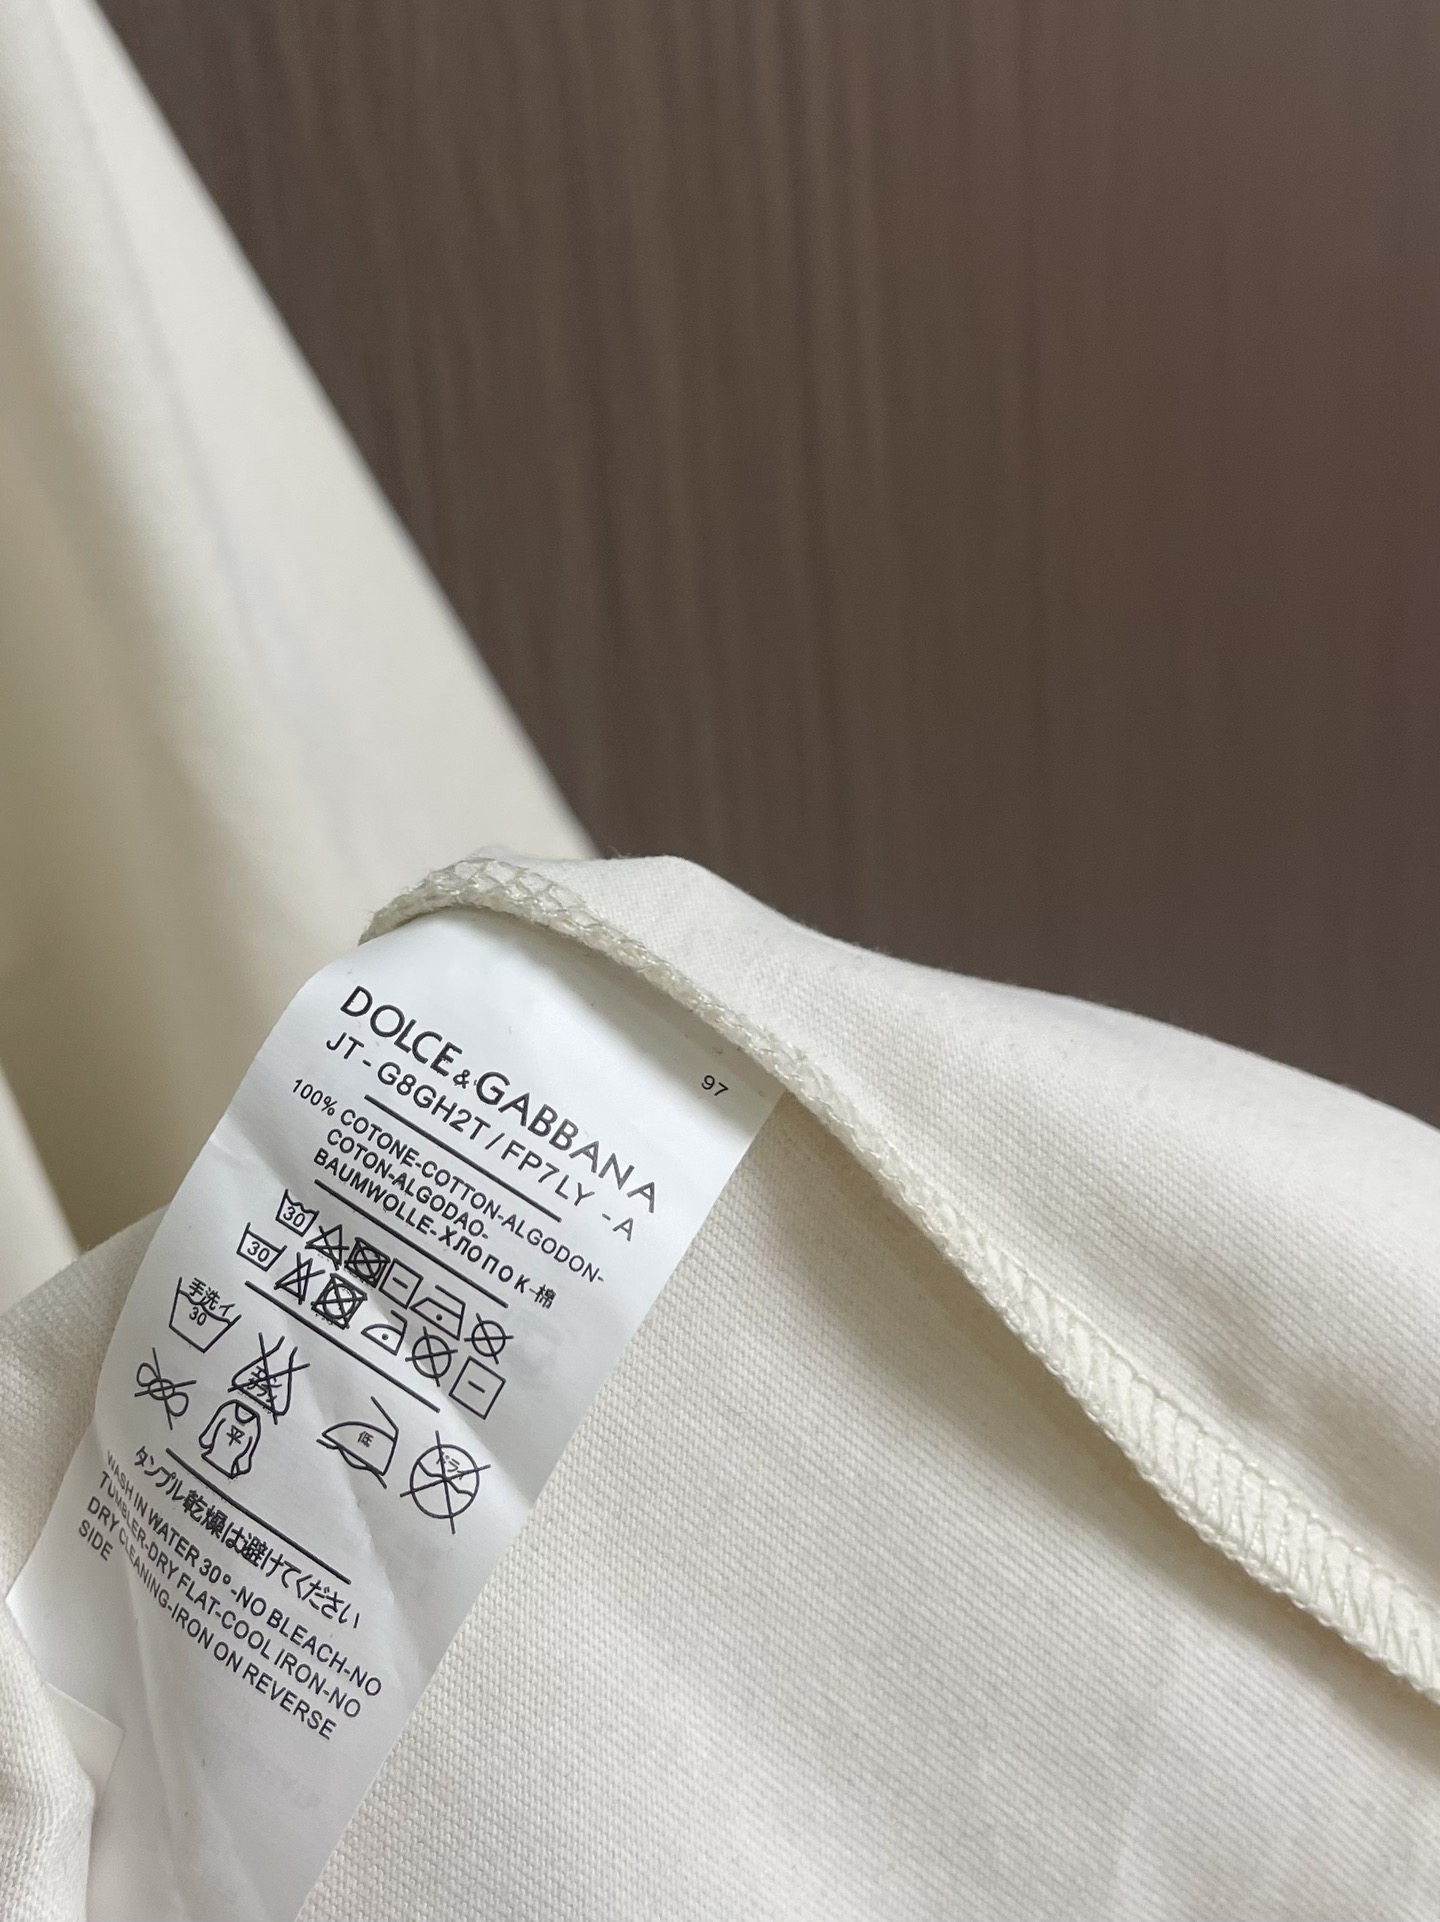 DOLCE & GABBANA
JT - G8GH2T / FP7LY - A
97
100% COTONE-COTTON-ALGODON-
COTON-ALGODAO-
BAUMWOLLE-ХЛОПОК-棉
30
30
手洗イ
30
平
低
ドライ
タンブル乾燥は避けてください
WASH IN WATER 30°-NO BLEACH-NO
TUMBLER-DRY FLAT-COOL IRON-NO
DRY CLEANING-IRON ON REVERSE
SIDE